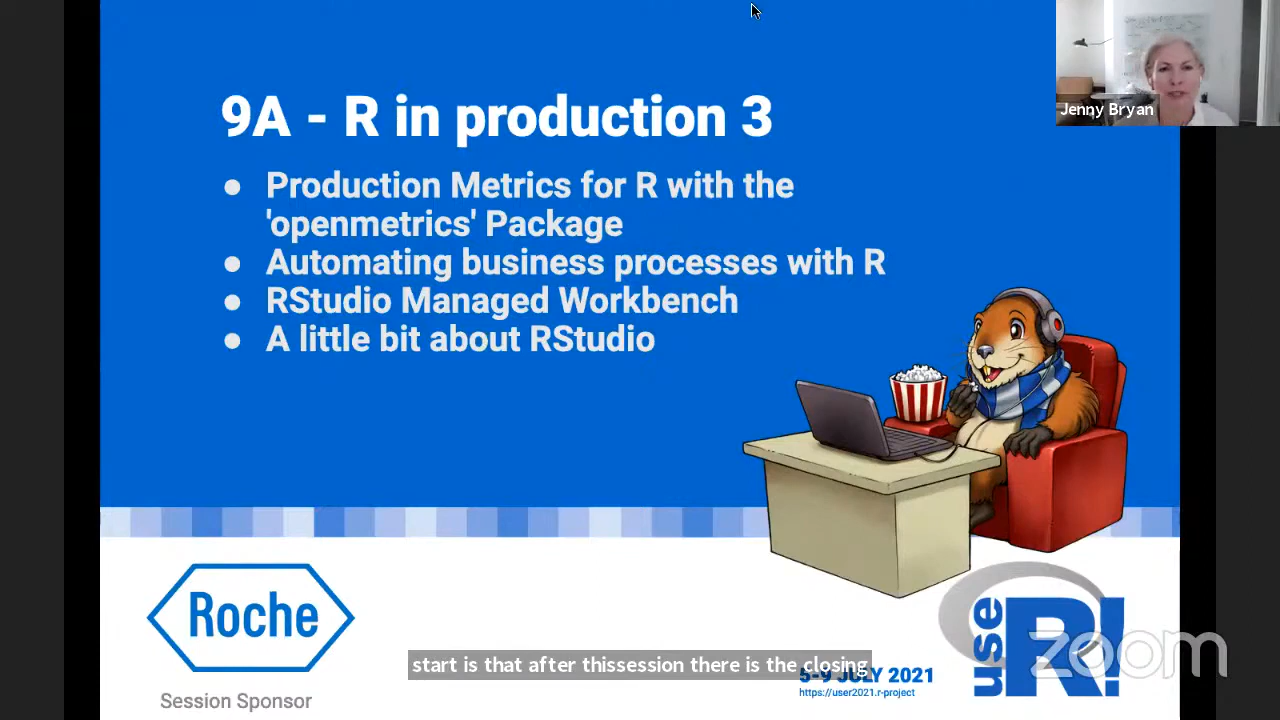 9A - R in production 3
● Production Metrics for R with the
'openmetrics' Package
● Automating business processes with R
● RStudio Managed Workbench
● A little bit about RStudio
Jenny Bryan
Roche
Session Sponsor
start is that after thissession there is the closing
5-9 JULY 2021
https://user2021.r-project
use
R!
zoom